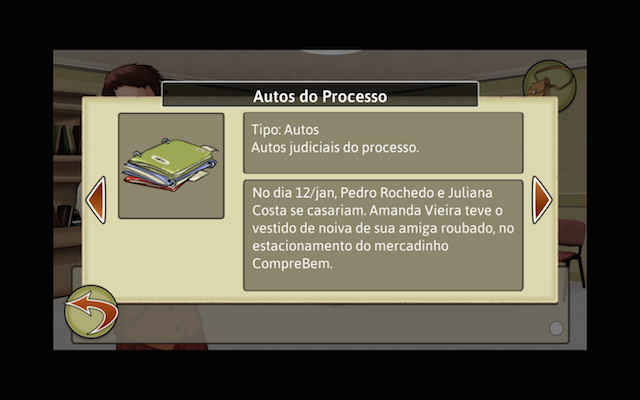 Autos do Processo
Tipo: Autos
Autos judiciais do processo.
No dia 12/jan, Pedro Rochedo e Juliana
Costa se casariam. Amanda Vieira teve o
vestido de noiva de sua amiga roubado, no
estacionamento do mercadinho
CompreBem.